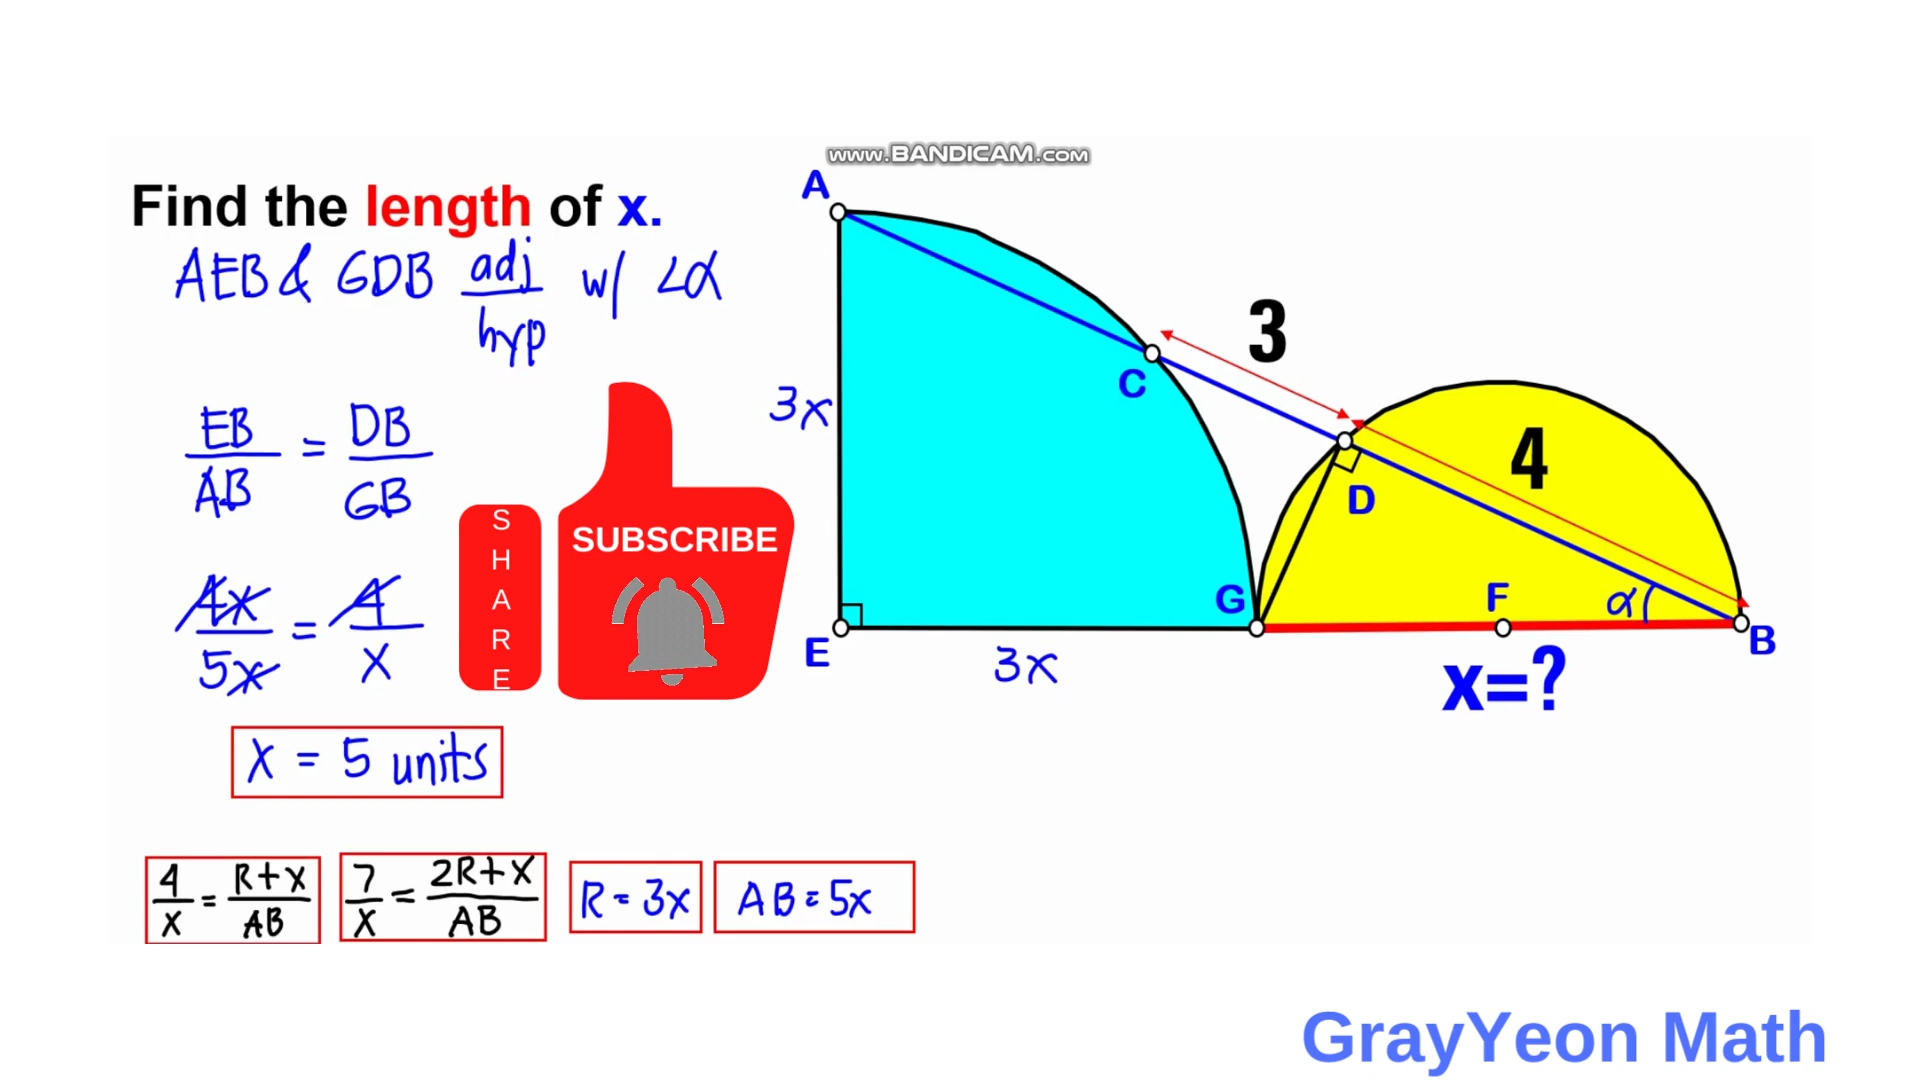 www.BANDICAM.com
Find the length of x.
AEB & GDB adj/hyp w/ ∠α
EB/AB = DB/GB
4x/5x = 4/x
x = 5 units
4/x = R+x/AB
7/x = 2R+x/AB
R = 3x
AB = 5x
SHARE
SUBSCRIBE
A
3
C
3x
4
D
G
F
α
E
B
3x
x=?
GrayYeon Math